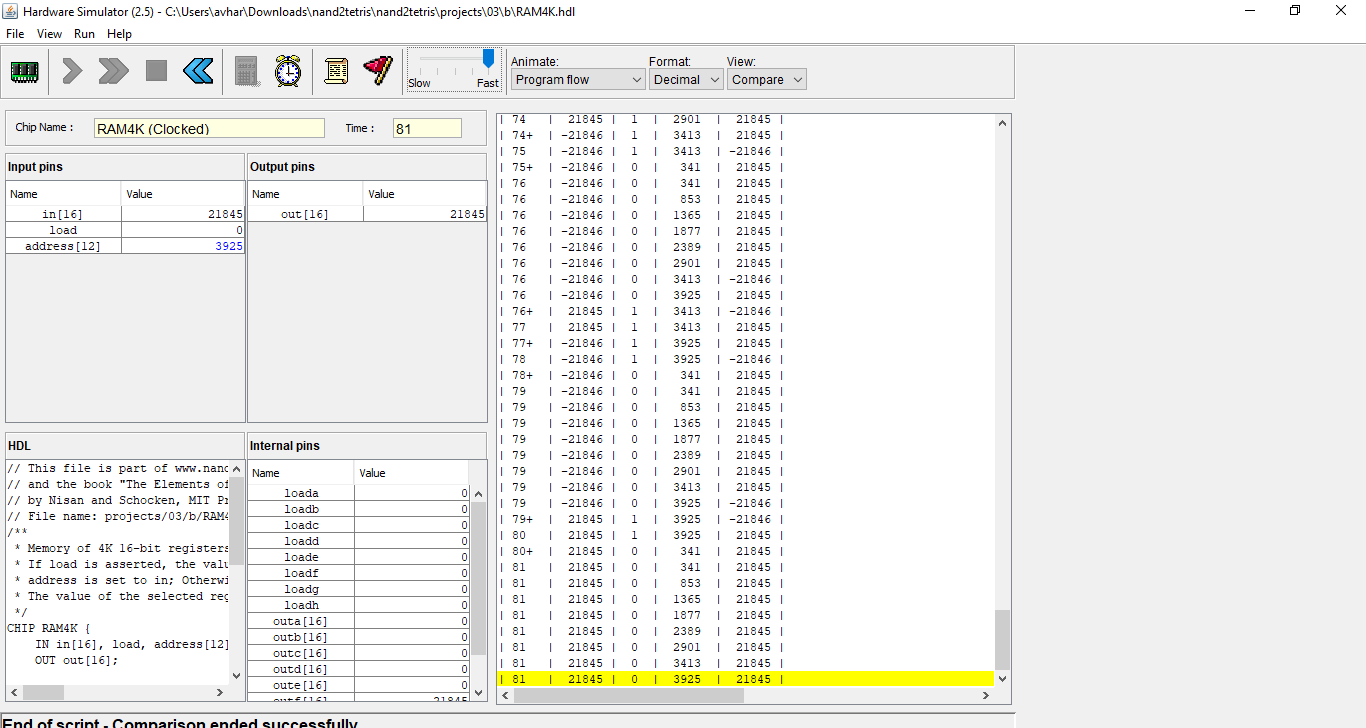 Hardware Simulator (2.5) - C:\Users\avhar\Downloads\nand2tetris\nand2tetris\projects\03\b\RAM4K.hdl
File View Run Help
Slow Fast
Animate: Format: View:
Program flow Decimal Compare
Chip Name : RAM4K (Clocked) Time : 81
Input pins
Name Value
in[16] 21845
load 0
address[12] 3925
Output pins
Name Value
out[16] 21845
HDL
// This file is part of www.nand
// and the book "The Elements of
// by Nisan and Schocken, MIT Pr
// File name: projects/03/b/RAM4
/**
* Memory of 4K 16-bit registers
* If load is asserted, the valu
* address is set to in; Otherwi
* The value of the selected reg
*/
CHIP RAM4K {
IN in[16], load, address[12]
OUT out[16];
Internal pins
Name Value
loada 0
loadb 0
loadc 0
loadd 0
loade 0
loadf 0
loadg 0
loadh 0
outa[16] 0
outb[16] 0
outc[16] 0
outd[16] 0
oute[16] 0
outf[16] 21845
| 74 | 21845 | 1 | 2901 | 21845 |
| 74+ | -21846 | 1 | 3413 | 21845 |
| 75 | -21846 | 1 | 3413 | -21846 |
| 75+ | -21846 | 0 | 341 | 21845 |
| 76 | -21846 | 0 | 341 | 21845 |
| 76 | -21846 | 0 | 853 | 21845 |
| 76 | -21846 | 0 | 1365 | 21845 |
| 76 | -21846 | 0 | 1877 | 21845 |
| 76 | -21846 | 0 | 2389 | 21845 |
| 76 | -21846 | 0 | 2901 | 21845 |
| 76 | -21846 | 0 | 3413 | -21846 |
| 76 | -21846 | 0 | 3925 | 21845 |
| 76+ | 21845 | 1 | 3413 | -21846 |
| 77 | 21845 | 1 | 3413 | 21845 |
| 77+ | -21846 | 1 | 3925 | 21845 |
| 78 | -21846 | 1 | 3925 | -21846 |
| 78+ | -21846 | 0 | 341 | 21845 |
| 79 | -21846 | 0 | 341 | 21845 |
| 79 | -21846 | 0 | 853 | 21845 |
| 79 | -21846 | 0 | 1365 | 21845 |
| 79 | -21846 | 0 | 1877 | 21845 |
| 79 | -21846 | 0 | 2389 | 21845 |
| 79 | -21846 | 0 | 2901 | 21845 |
| 79 | -21846 | 0 | 3413 | 21845 |
| 79 | -21846 | 0 | 3925 | -21846 |
| 79+ | 21845 | 1 | 3925 | -21846 |
| 80 | 21845 | 1 | 3925 | 21845 |
| 80+ | 21845 | 0 | 341 | 21845 |
| 81 | 21845 | 0 | 341 | 21845 |
| 81 | 21845 | 0 | 853 | 21845 |
| 81 | 21845 | 0 | 1365 | 21845 |
| 81 | 21845 | 0 | 1877 | 21845 |
| 81 | 21845 | 0 | 2389 | 21845 |
| 81 | 21845 | 0 | 2901 | 21845 |
| 81 | 21845 | 0 | 3413 | 21845 |
| 81 | 21845 | 0 | 3925 | 21845 |
End of script - Comparison ended successfully